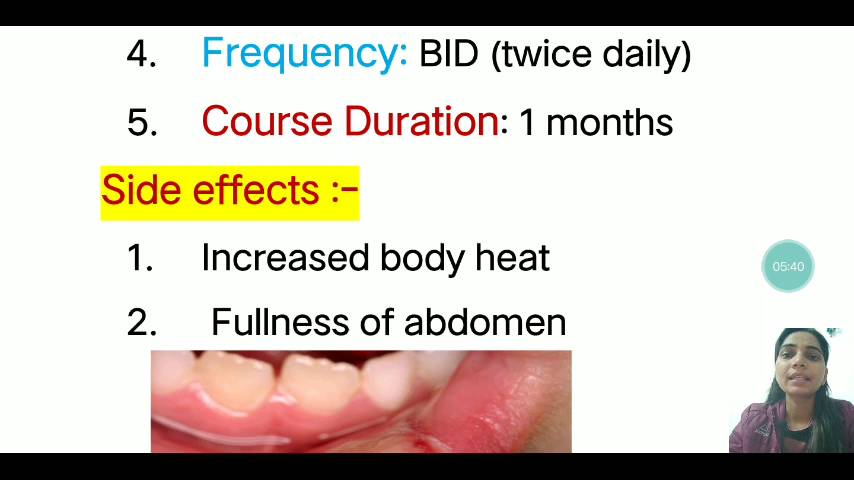 4. Frequency: BID (twice daily)
5. Course Duration: 1 months
Side effects :-
1. Increased body heat
05:40
2. Fullness of abdomen